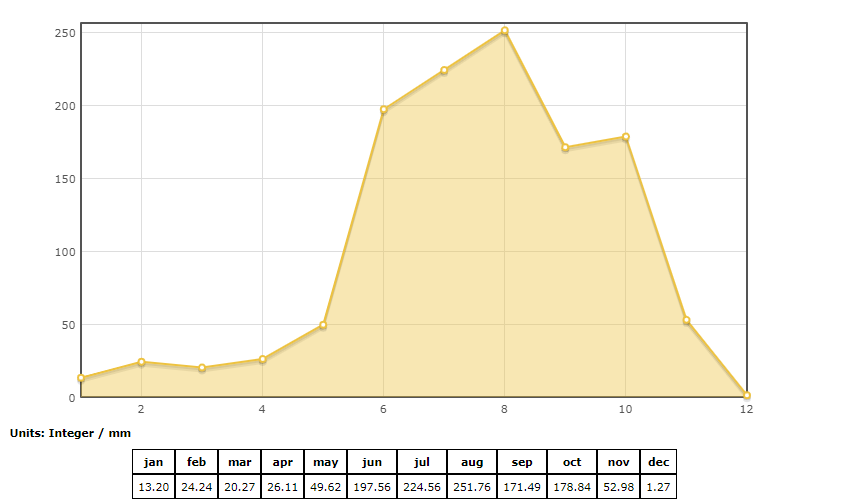 250
200
150
100
50
0
2 4 6 8 10 12
Units: Integer / mm
jan feb mar apr may jun jul aug sep oct nov dec
13.20 24.24 20.27 26.11 49.62 197.56 224.56 251.76 171.49 178.84 52.98 1.27